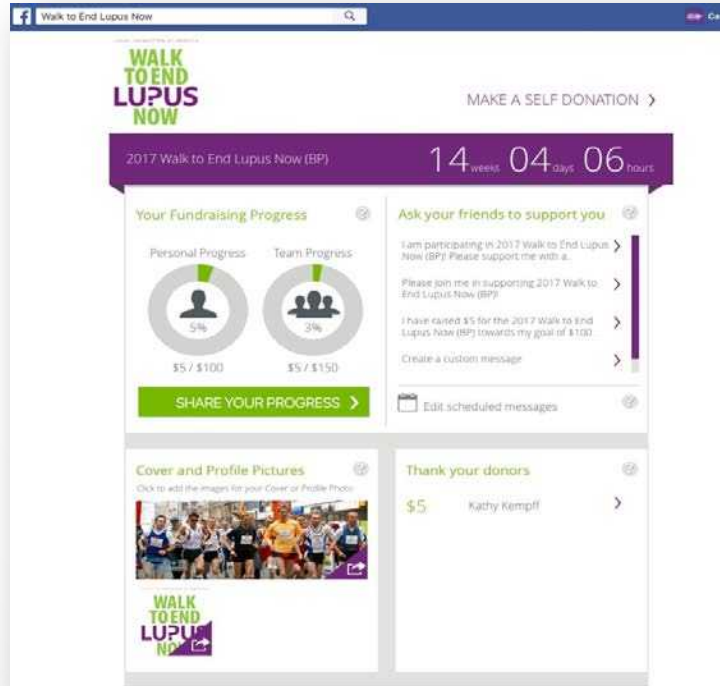 Walk to End Lupus Now
Ca
WALK
TO END
LUPUS
NOW
MAKE A SELF DONATION >
2017 Walk to End Lupus Now (BP)
14 weeks 04 days 06 hours
Your Fundraising Progress
Personal Progress Team Progress
5% 3%
$5 / $100 $5 / $150
SHARE YOUR PROGRESS >
Ask your friends to support you
I am participating in 2017 Walk to End Lupus
Now (BP)! Please support me with a..
Please join me in supporting 2017 Walk to
End Lupus Now (BP)!
I have raised $5 for the 2017 Walk to End
Lupus Now (BP) towards my goal of $100
Create a custom message
Edit scheduled messages
Cover and Profile Pictures
Click to add the images for your Cover or Profile Photo
WALK
TO END
LUPUS
NO
Thank your donors
$5 Kathy Kempff